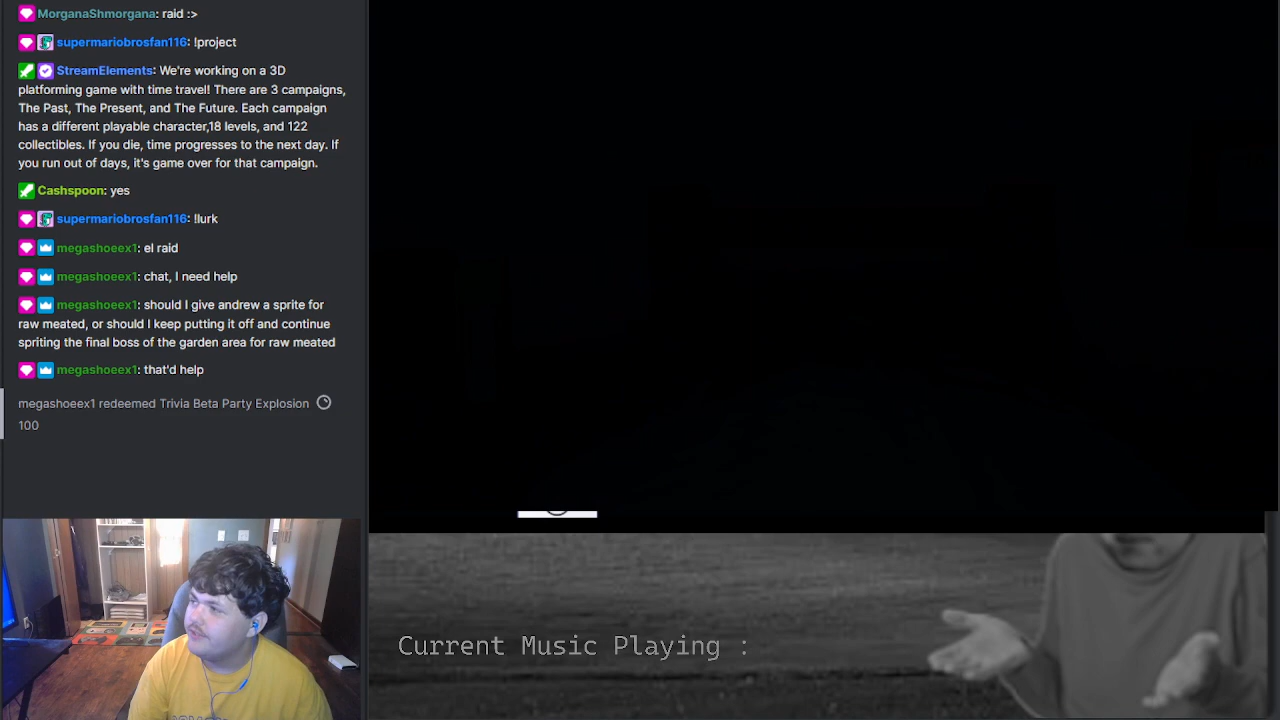 MorganaShmorgana: raid :>
supermariobrosfan116: !project
StreamElements: We're working on a 3D
platforming game with time travel! There are 3 campaigns,
The Past, The Present, and The Future. Each campaign
has a different playable character,18 levels, and 122
collectibles. If you die, time progresses to the next day. If
you run out of days, it's game over for that campaign.
Cashspoon: yes
supermariobrosfan116: !lurk
megashoeex1: el raid
megashoeex1: chat, I need help
megashoeex1: should I give andrew a sprite for
raw meated, or should I keep putting it off and continue
spriting the final boss of the garden area for raw meated
megashoeex1: that'd help
megashoeex1 redeemed Trivia Beta Party Explosion
100
Current Music Playing :